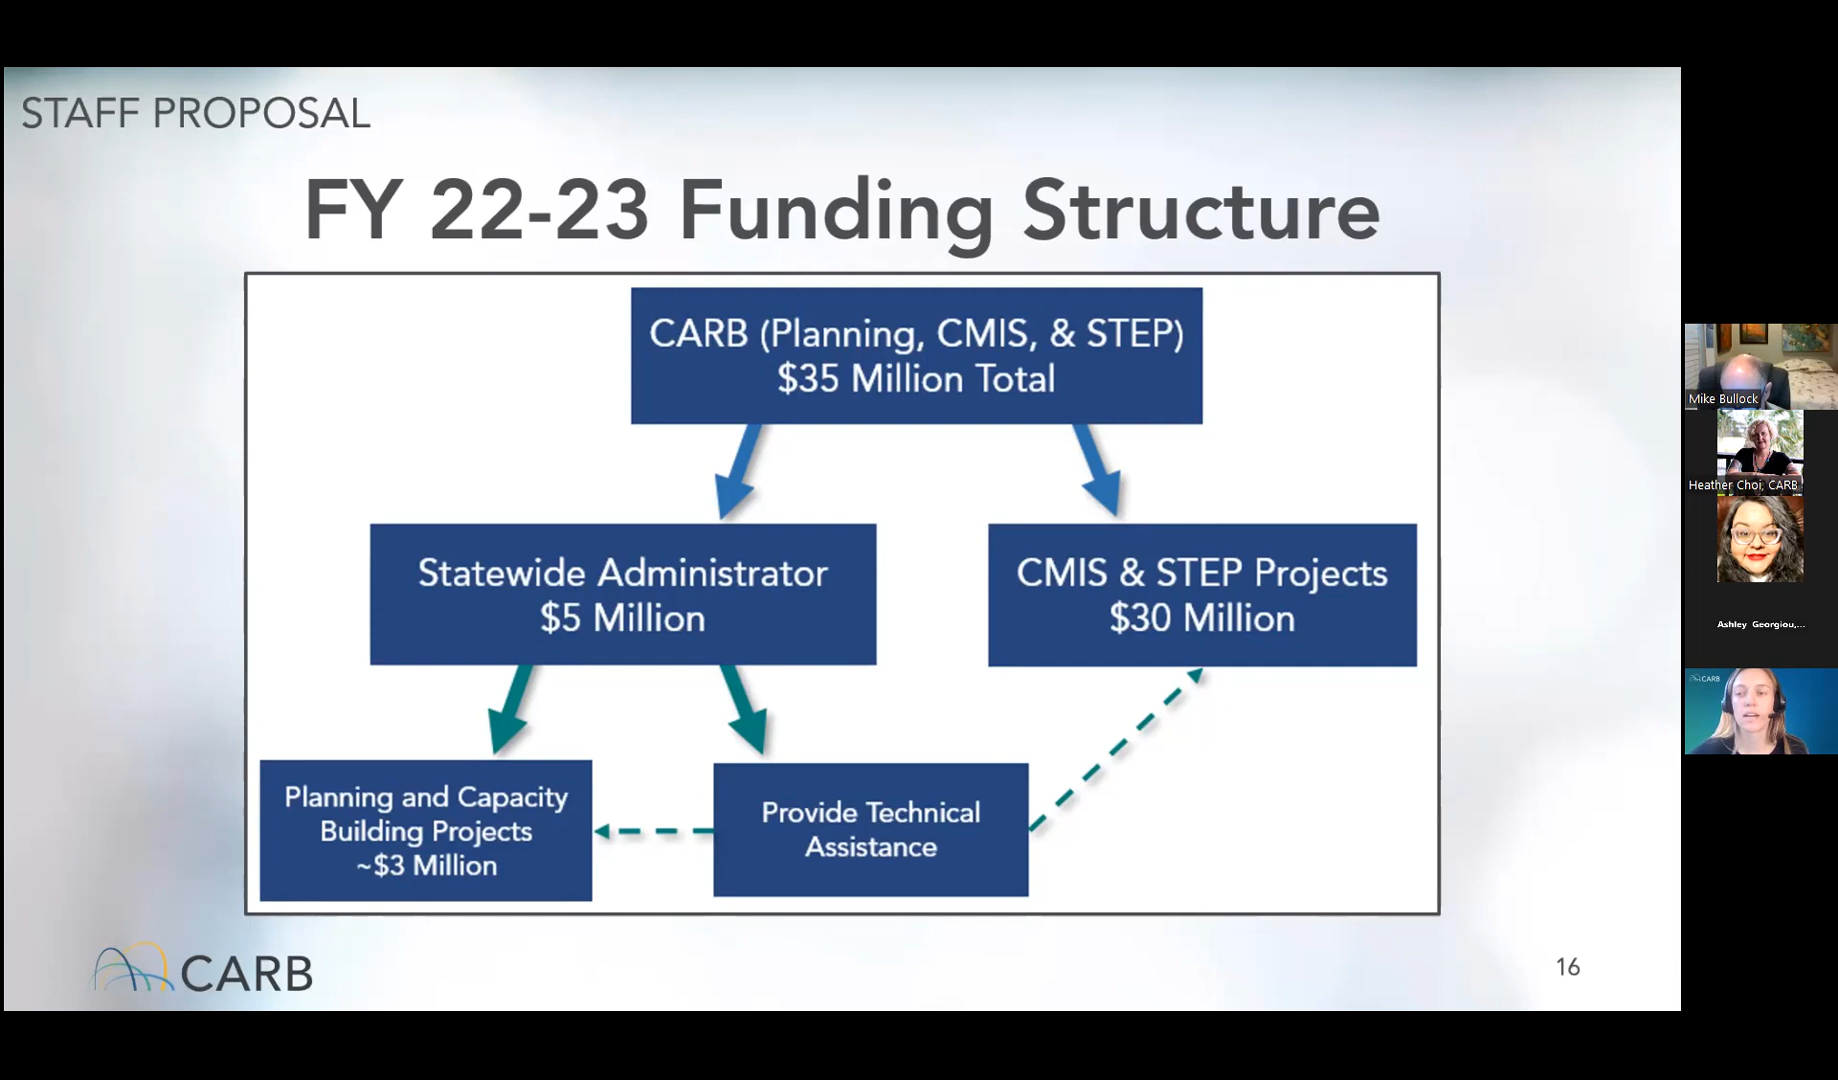 STAFF PROPOSAL
FY 22-23 Funding Structure
CARB (Planning, CMIS, & STEP)
$35 Million Total
Statewide Administrator
$5 Million
CMIS & STEP Projects
$30 Million
Planning and Capacity
Building Projects
~$3 Million
Provide Technical
Assistance
CARB
16
Mike Bullock
Heather Choi, CARB
Ashley Georgiou,...
CARB